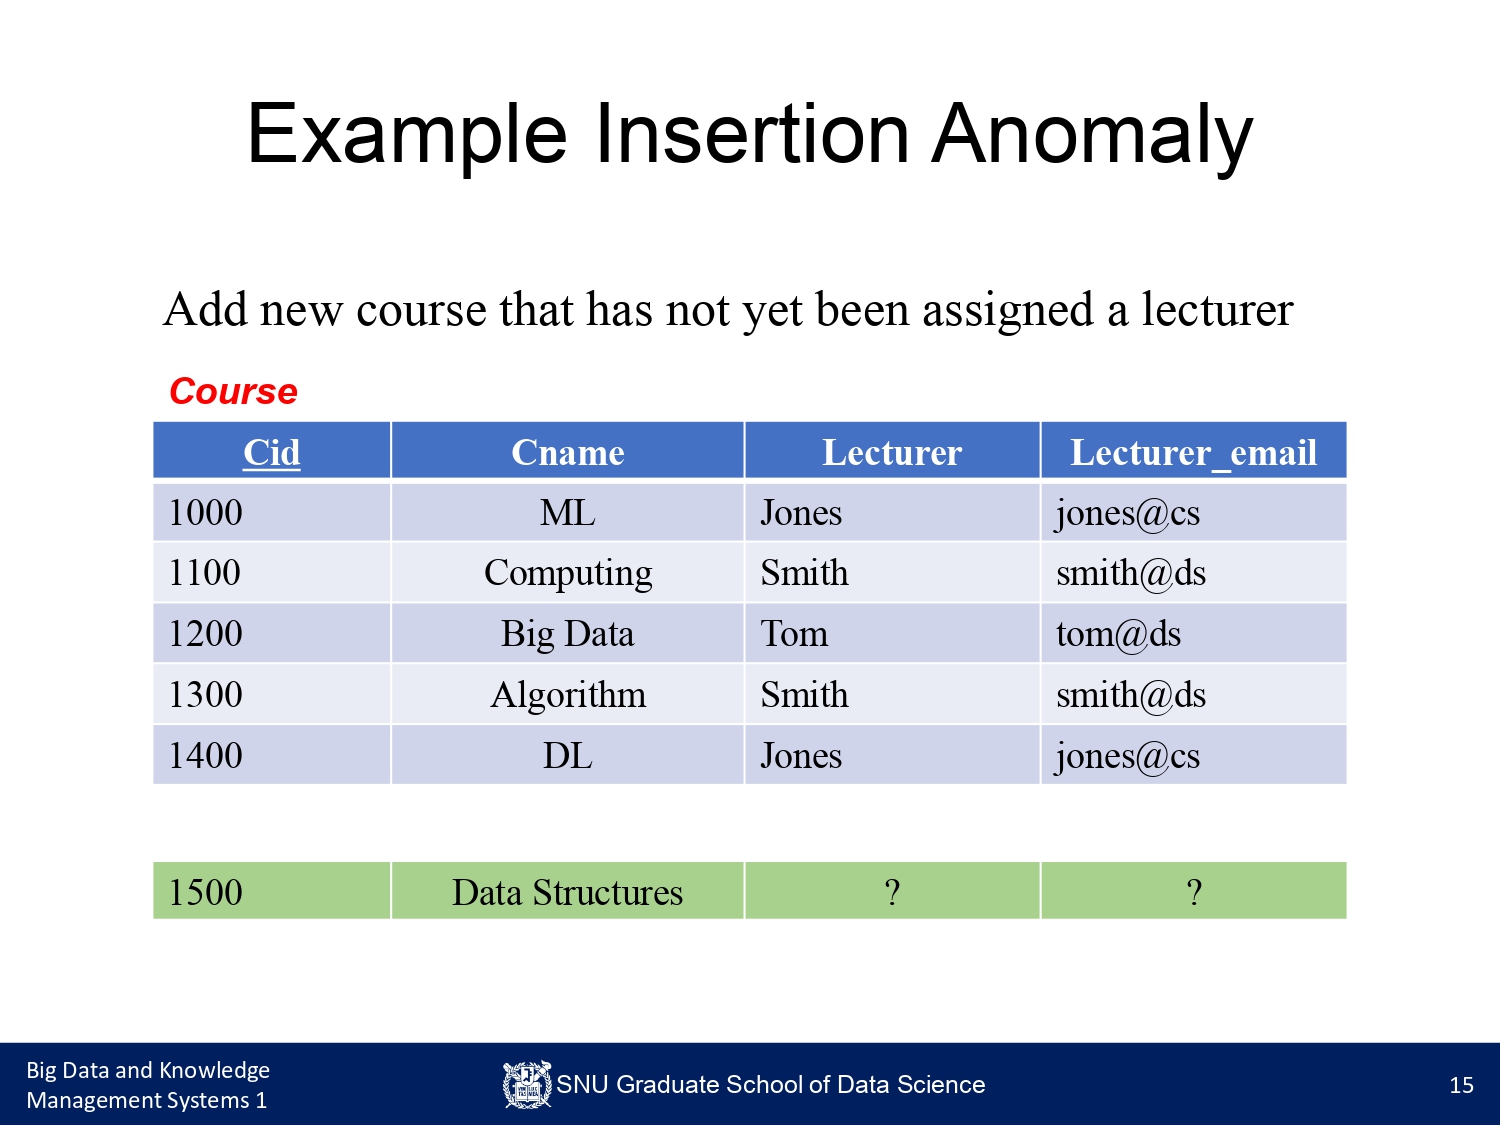 Example Insertion Anomaly
Add new course that has not yet been assigned a lecturer
Course
Cid Cname Lecturer Lecturer_email
1000 ML Jones jones@cs
1100 Computing Smith smith@ds
1200 Big Data Tom tom@ds
1300 Algorithm Smith smith@ds
1400 DL Jones jones@cs
1500 Data Structures ? ?
Big Data and Knowledge
Management Systems 1
SNU Graduate School of Data Science
15